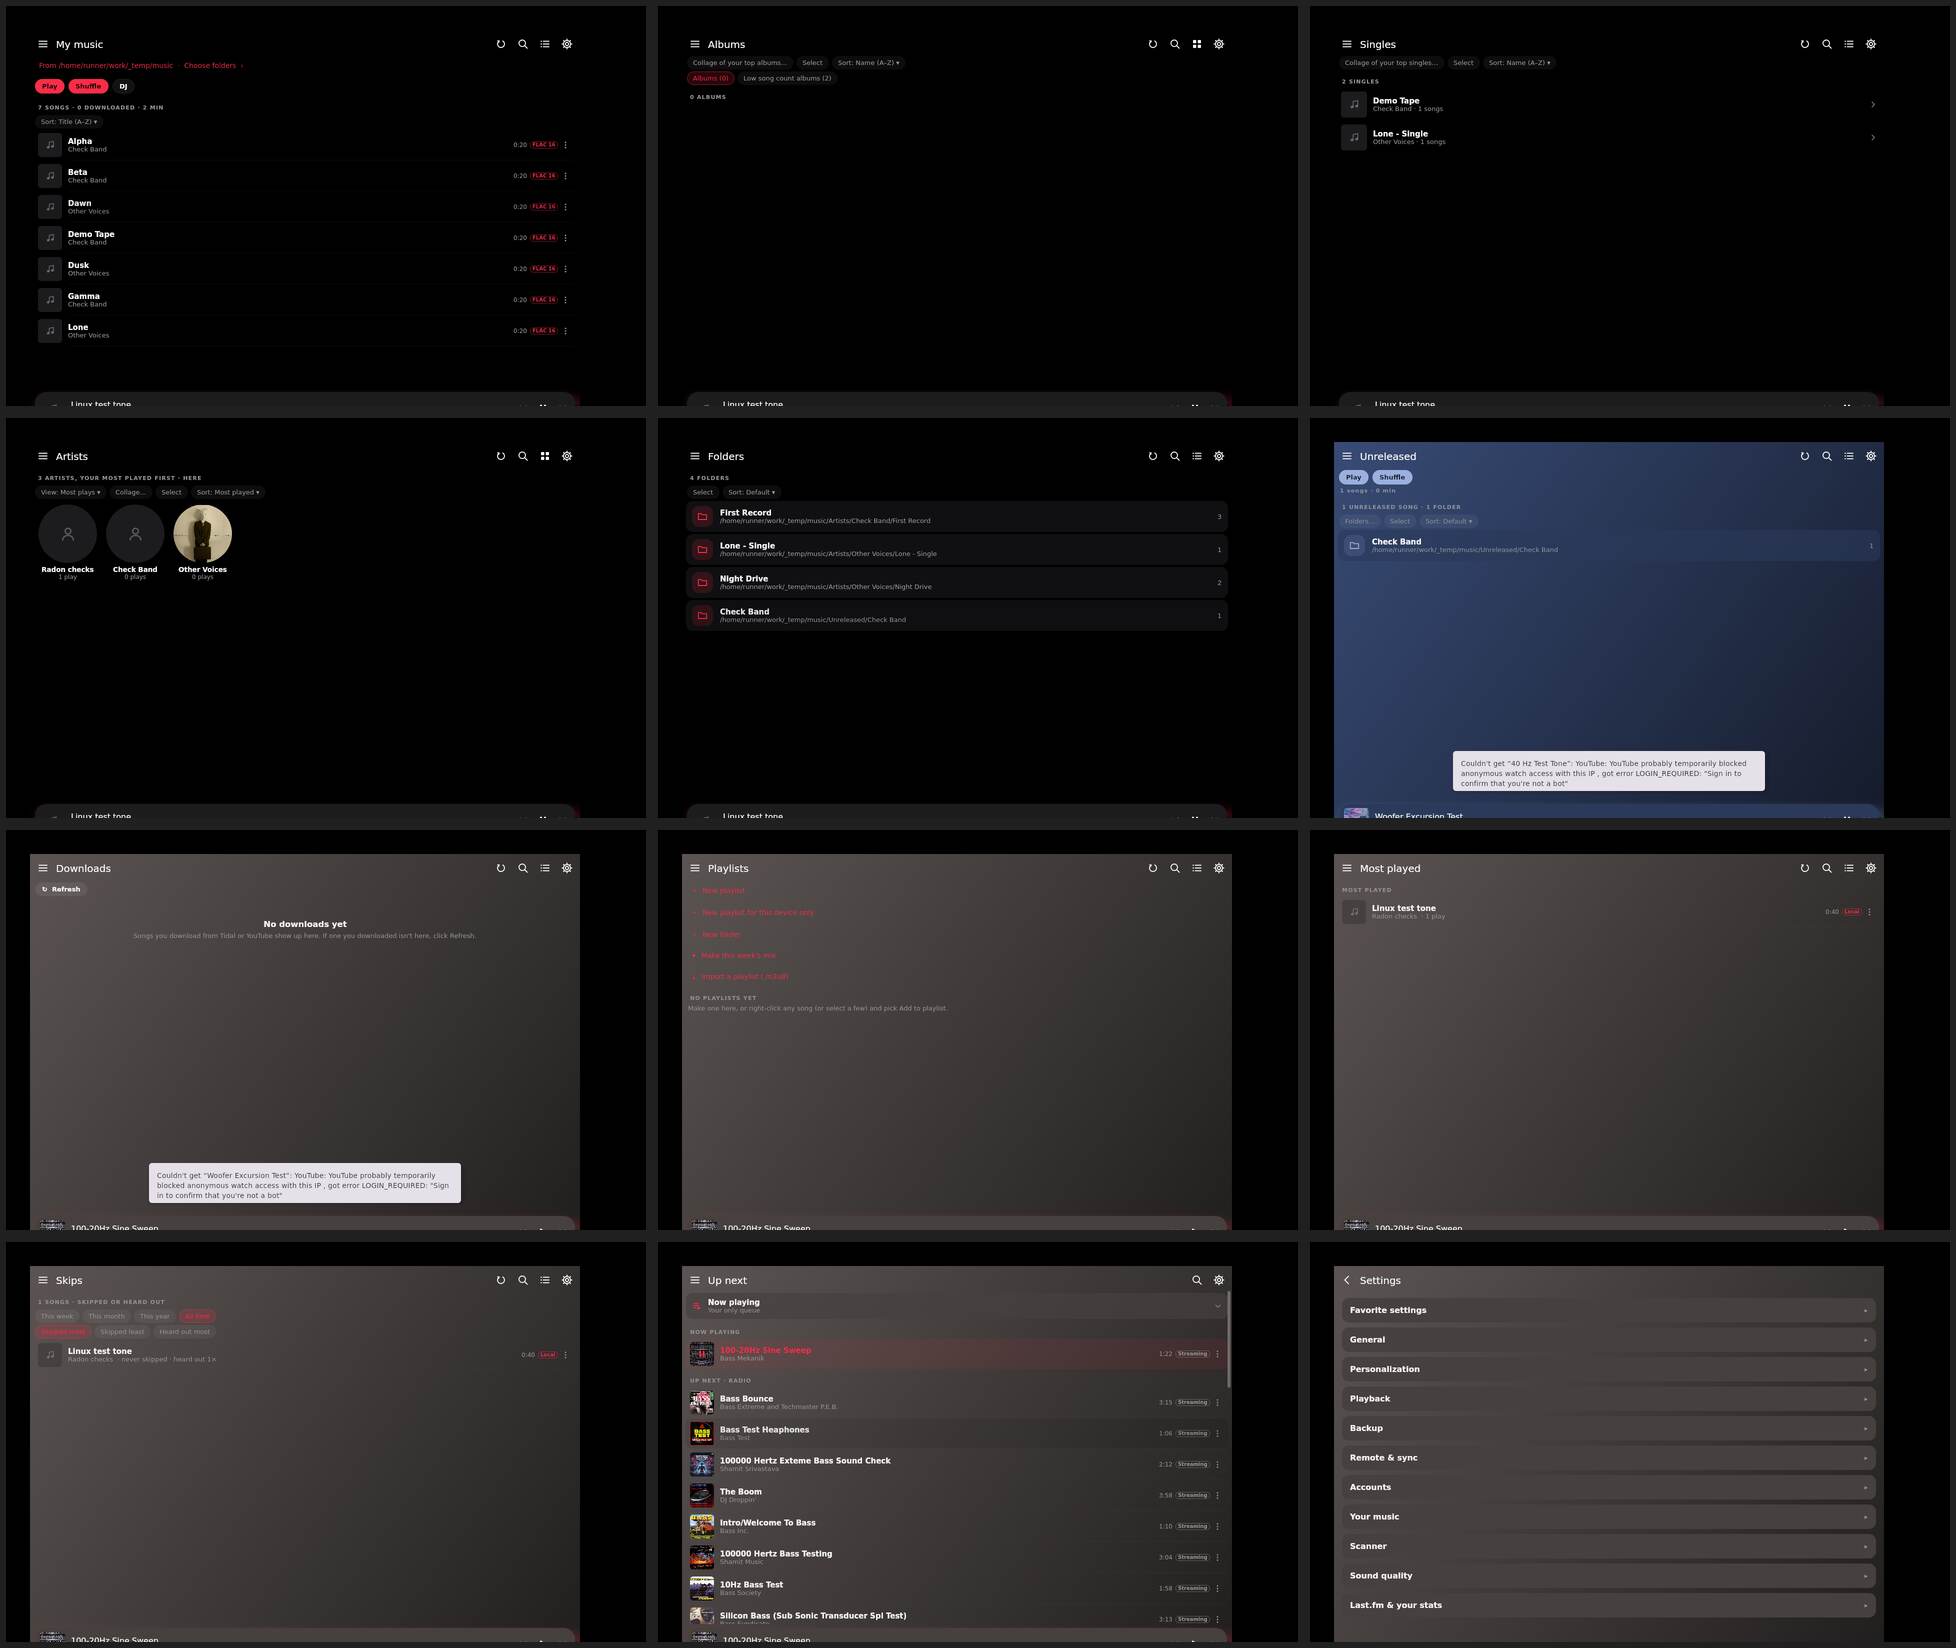 My music
From /home/runner/work/_temp/music · Choose folders ›
Play Shuffle DJ
7 SONGS · 0 DOWNLOADED · 2 MIN
Sort: Title (A–Z) ▾
Alpha
Check Band
0:20 FLAC 16
Beta
Check Band
0:20 FLAC 16
Dawn
Other Voices
0:20 FLAC 16
Demo Tape
Check Band
0:20 FLAC 16
Dusk
Other Voices
0:20 FLAC 16
Gamma
Check Band
0:20 FLAC 16
Lone
Other Voices
0:20 FLAC 16
Linux test tone
Albums
Collage of your top albums... Select Sort: Name (A–Z) ▾
Albums (0) Low song count albums (2)
0 ALBUMS
Linux test tone
Singles
Collage of your top singles... Select Sort: Name (A–Z) ▾
2 SINGLES
Demo Tape
Check Band · 1 songs
Lone - Single
Other Voices · 1 songs
Linux test tone
Artists
3 ARTISTS, YOUR MOST PLAYED FIRST · HERE
View: Most plays ▾ Collage... Select Sort: Most played ▾
Radon checks
1 play
Check Band
0 plays
Other Voices
0 plays
Linux test tone
Folders
4 FOLDERS
Select Sort: Default ▾
First Record
/home/runner/work/_temp/music/Artists/Check Band/First Record
3
Lone - Single
/home/runner/work/_temp/music/Artists/Other Voices/Lone - Single
1
Night Drive
/home/runner/work/_temp/music/Artists/Other Voices/Night Drive
2
Check Band
/home/runner/work/_temp/music/Unreleased/Check Band
1
Linux test tone
Unreleased
Play Shuffle
1 songs · 0 min
1 UNRELEASED SONG · 1 FOLDER
Folders... Select Sort: Default ▾
Check Band
/home/runner/work/_temp/music/Unreleased/Check Band
1
Couldn't get "40 Hz Test Tone": YouTube: YouTube probably temporarily blocked
anonymous watch access with this IP , got error LOGIN_REQUIRED: "Sign in to
confirm that you're not a bot"
Woofer Excursion Test
Downloads
↻ Refresh
No downloads yet
Songs you download from Tidal or YouTube show up here. If one you downloaded isn't here, click Refresh.
Couldn't get "Woofer Excursion Test": YouTube: YouTube probably temporarily
blocked anonymous watch access with this IP , got error LOGIN_REQUIRED: "Sign
in to confirm that you're not a bot"
100-20Hz Sine Sweep
Playlists
New playlist
New playlist for this device only
New folder
Make this week's mix
Import a playlist (.m3u8)
NO PLAYLISTS YET
Make one here, or right-click any song (or select a few) and pick Add to playlist.
100-20Hz Sine Sweep
Most played
MOST PLAYED
Linux test tone
Radon checks · 1 play
0:40 Local
100-20Hz Sine Sweep
Skips
1 SONGS · SKIPPED OR HEARD OUT
This week This month This year All time
Skipped most Skipped least Heard out most
Linux test tone
Radon checks · never skipped · heard out 1×
0:40 Local
100-20Hz Sine Sweep
Up next
Now playing
Your only queue
NOW PLAYING
100-20Hz Sine Sweep
Bass Mekanik
1:22 Streaming
UP NEXT · RADIO
Bass Bounce
Bass Extreme and Techmaster P.E.B.
3:15 Streaming
Bass Test Heaphones
Bass Test
1:06 Streaming
100000 Hertz Exteme Bass Sound Check
Shamit Srivastava
2:12 Streaming
The Boom
DJ Droppin'
3:58 Streaming
Intro/Welcome To Bass
Bass Inc.
1:10 Streaming
100000 Hertz Bass Testing
Shamit Music
3:04 Streaming
10Hz Bass Test
Bass Society
1:58 Streaming
Silicon Bass (Sub Sonic Transducer Spl Test)
3:13 Streaming
100-20Hz Sine Sweep
Settings
Favorite settings
General
Personalization
Playback
Backup
Remote & sync
Accounts
Your music
Scanner
Sound quality
Last.fm & your stats